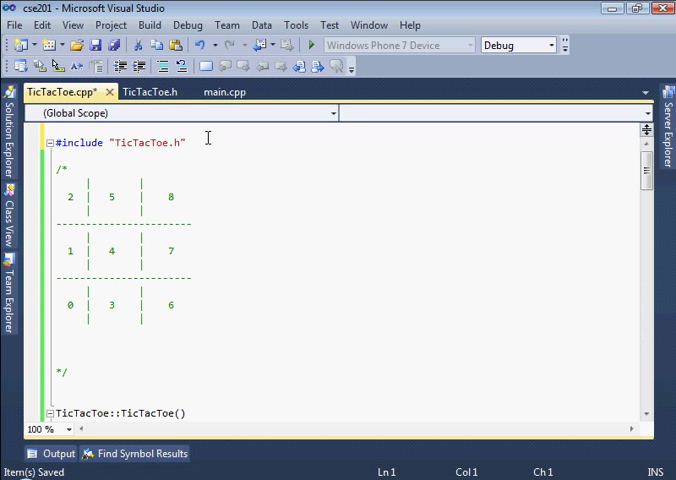 cse201 - Microsoft Visual Studio
File Edit View Project Build Debug Team Data Tools Test Window Help
Windows Phone 7 Device Debug
TicTacToe.cpp* TicTacToe.h main.cpp
(Global Scope)
Solution Explorer
Class View
Team Explorer
Server Explorer
#include "TicTacToe.h"
/*
2 | 5 | 8
-----------------------
1 | 4 | 7
-----------------------
0 | 3 | 6
*/
TicTacToe::TicTacToe()
100 %
Output Find Symbol Results
Item(s) Saved Ln 1 Col 1 Ch 1 INS